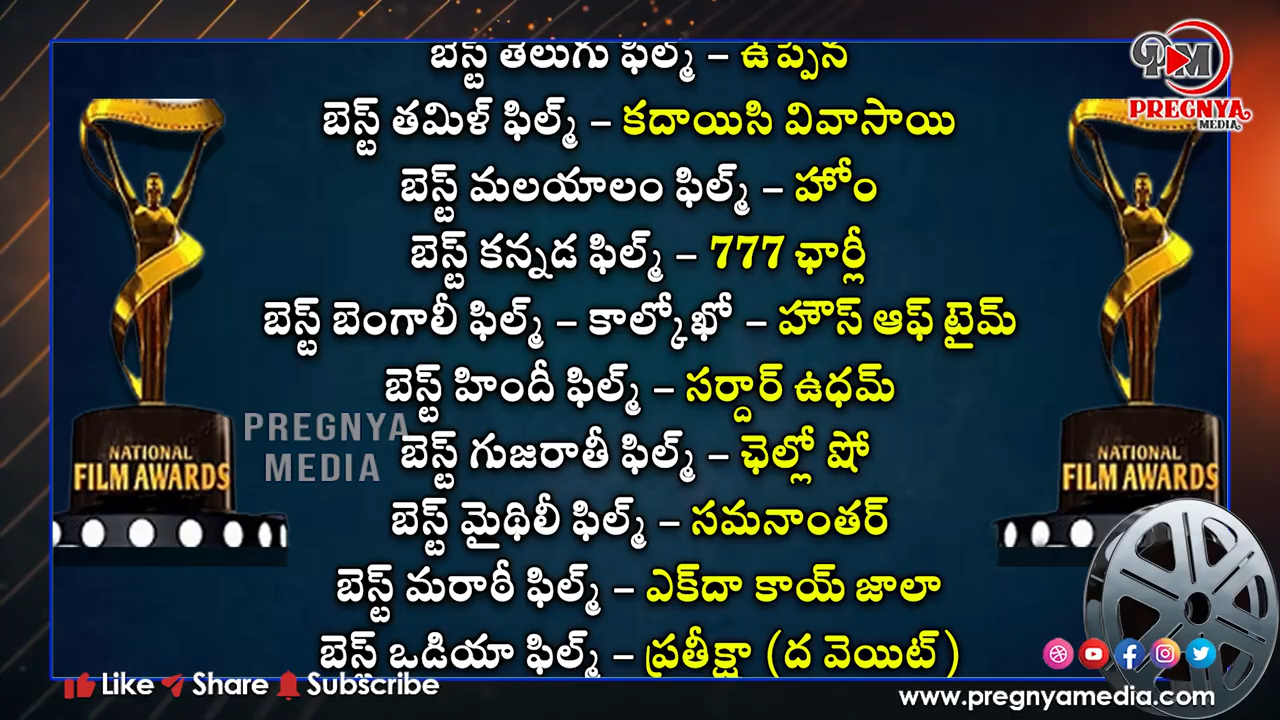 బెస్ట్ తెలుగు ఫిల్మ్ – ఉప్పెన
బెస్ట్ తమిళ్ ఫిల్మ్ – కదాయిసి వివాసాయి
బెస్ట్ మలయాలం ఫిల్మ్ – హోం
బెస్ట్ కన్నడ ఫిల్మ్ – 777 ఛార్లీ
బెస్ట్ బెంగాలీ ఫిల్మ్ – కాల్కోఖో – హౌస్ ఆఫ్ టైమ్
బెస్ట్ హిందీ ఫిల్మ్ – సర్దార్ ఉధమ్
బెస్ట్ గుజరాతీ ఫిల్మ్ – ఛెల్లో షో
బెస్ట్ మైథిలీ ఫిల్మ్ – సమనాంతర్
బెస్ట్ మరాఠీ ఫిల్మ్ – ఎక్‌దా కాయ్ జాలా
బెస్ట్ ఒడియా ఫిల్మ్ – ప్రతీక్షా (ద వెయిట్)
PM
PREGNYA
MEDIA
PREGNYA
MEDIA
NATIONAL
FILM AWARDS
NATIONAL
FILM AWARDS
Like Share Subscribe
www.pregnyamedia.com